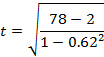 t = √((78 − 2) / (1 − 0.62²))